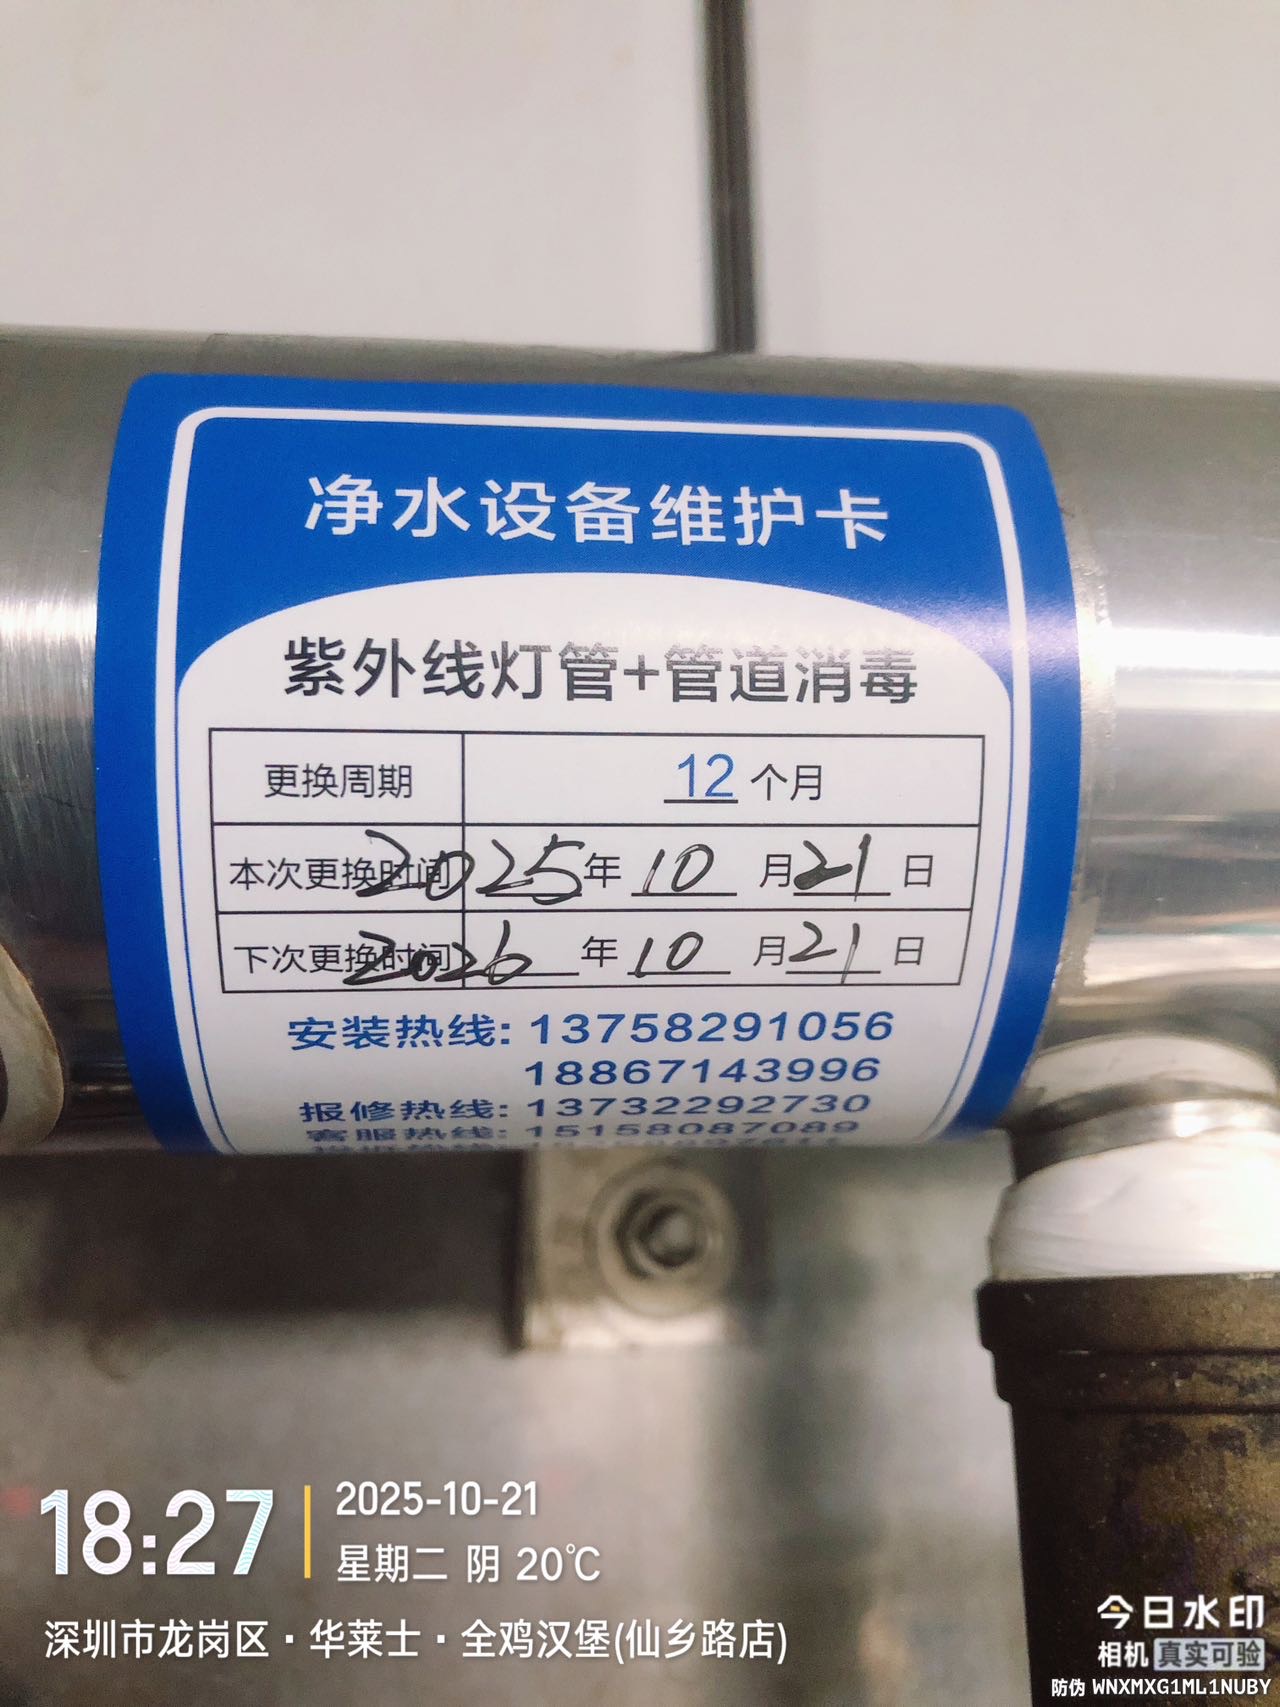 净水设备维护卡
紫外线灯管+管道消毒
更换周期 12 个月
本次更换时间 2025 年 10 月 21 日
下次更换时间 2026 年 10 月 21 日
安装热线: 13758291056
18867143996
报修热线: 13732292730
客服热线: 15158087089
18:27
2025-10-21
星期二 阴 20℃
深圳市龙岗区·华莱士·全鸡汉堡(仙乡路店)
今日水印
相机 真实可验
防伪 WNXMXG1ML1NUBY